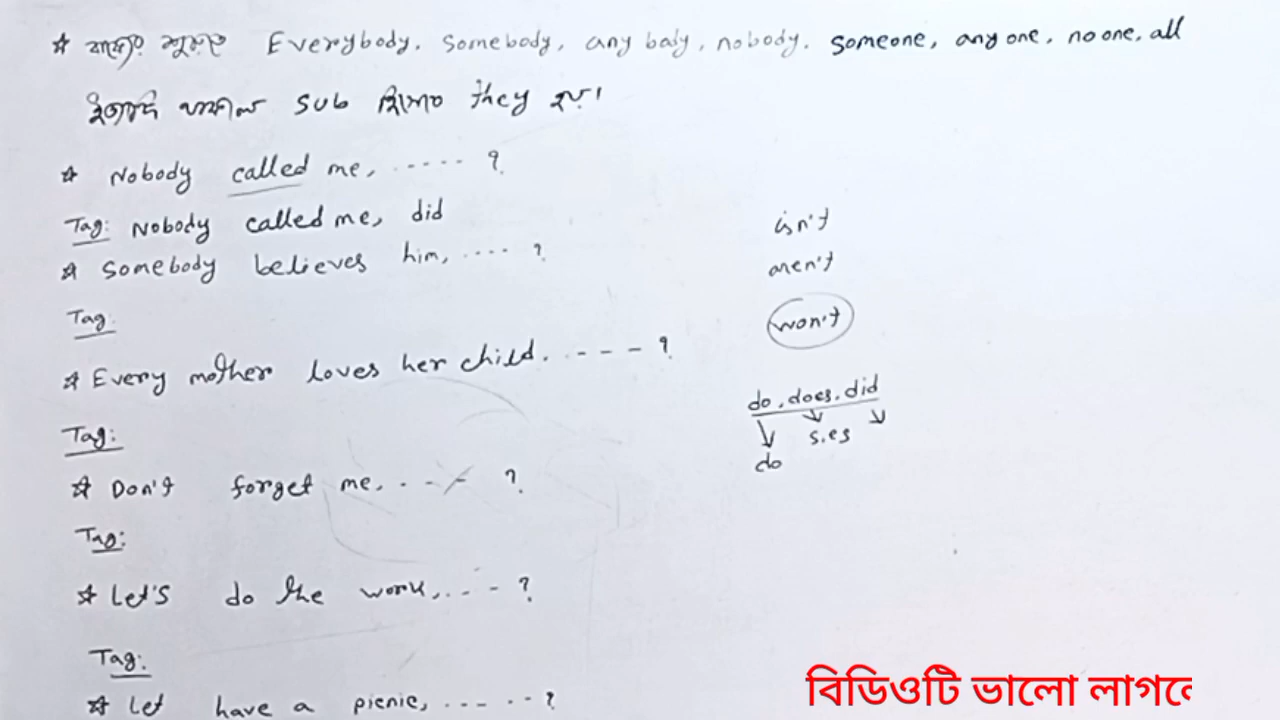 ☆ বাক্যের শুরুতে Everybody. Somebody, any body, nobody. someone, any one, no one, all
ইত্যাদি থাকলে sub হিসেবে they হয়।
☆ Nobody called me, ----- ?
Tag: Nobody called me, did
☆ Somebody believes him, ---- ?
Tag.
☆ Every mother loves her child. ---- ?
Tag:
☆ Don't forget me, --- ?
Tag:
☆ Let's do the work, --- ?
Tag:
☆ Let have a picnic, ----- ?
isn't
aren't
won't
do, does, did
s.es
do
বিডিওটি ভালো লাগলে